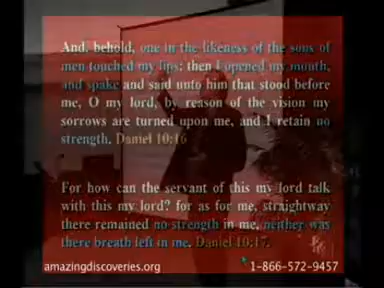 And, behold, one in the likeness of the sons of
men touched my lips: then I opened my mouth,
and spake and said unto him that stood before
me, O my lord, by reason of the vision my
sorrows are turned upon me, and I retain no
strength. Daniel 10:16
For how can the servant of this my lord talk
with this my lord? for as for me, straightway
there remained no strength in me, neither was
there breath left in me. Daniel 10:17.
amazingdiscoveries.org 1-866-572-9457